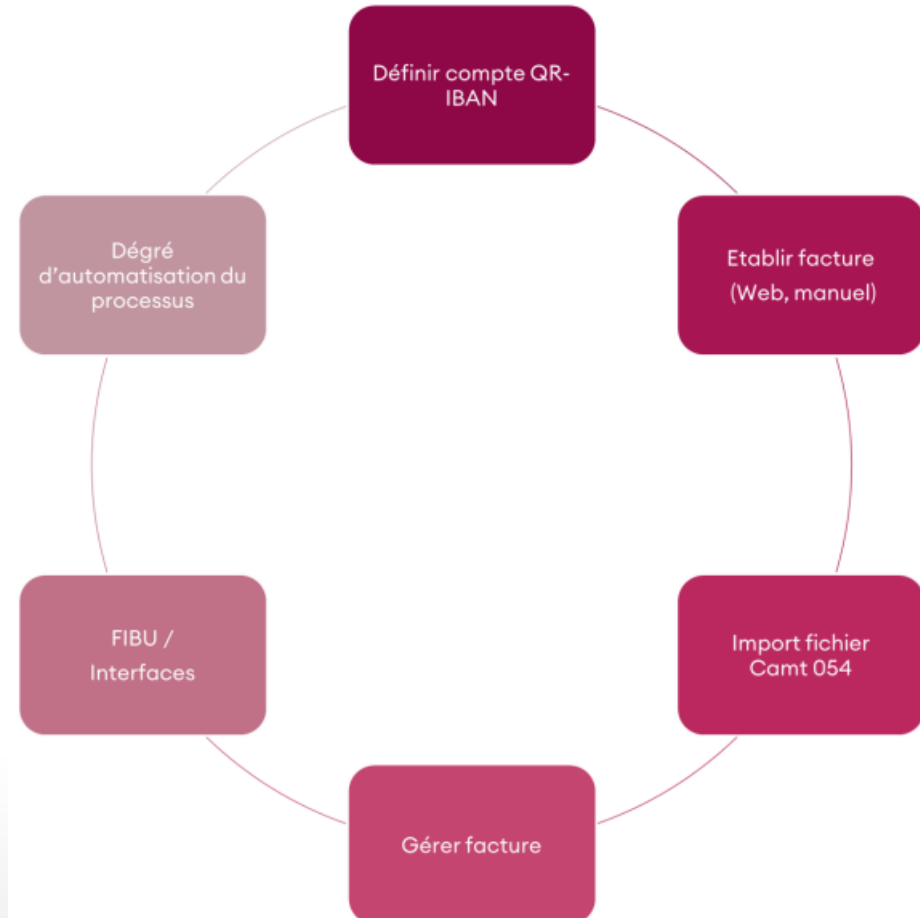 Définir compte QR-
IBAN
Etablir facture
(Web, manuel)
Import fichier
Camt 054
Gérer facture
FIBU /
Interfaces
Dégré
d'automatisation du
processus